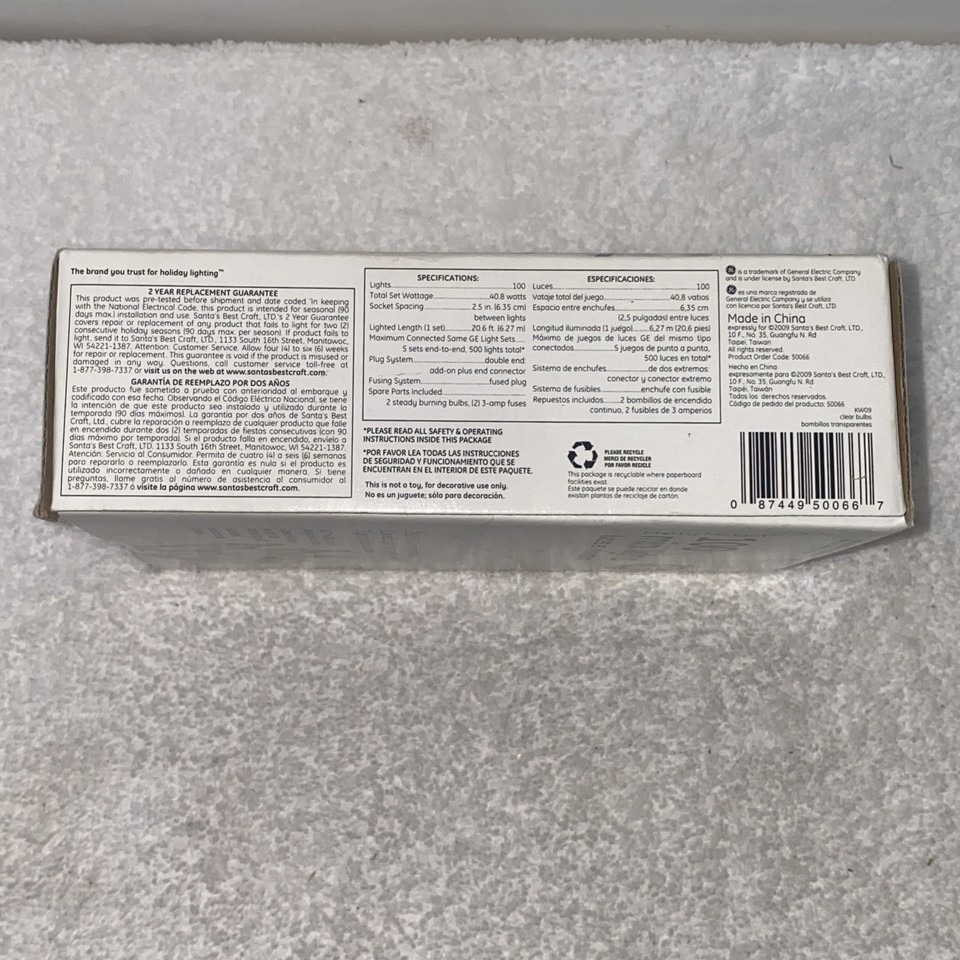 The brand you trust for holiday lighting™
2 YEAR REPLACEMENT GUARANTEE
This product was pre-tested before shipment and date coded. "In keeping
with the National Electrical Code, this product is intended for seasonal (90
days max.) installation and use. Santa's Best Craft, LTD.'s 2 Year Guarantee
covers repair or replacement of any product that fails to light for two (2)
consecutive holiday seasons (90 days max. per season). If product fails to
light, send it to Santa's Best Craft, LTD., 1133 South 16th Street, Manitowoc,
WI 54221-1387, Attention: Customer Service. Allow four (4) to six (6) weeks
for repair or replacement. This guarantee is void if the product is misused or
damaged in any way. Questions, call customer service toll-free at
1-877-398-7337 or visit us on the web at www.santasbestcraft.com.
GARANTÍA DE REEMPLAZO POR DOS AÑOS
Este producto fue sometido a prueba con anterioridad al embarque y
codificado con esa fecha. Observando el Código Eléctrico Nacional, se tiene
la intención de que este producto sea instalado y utilizado durante la
temporada (90 días máximos). La garantía por dos años de Santa's Best
Craft, Ltd., cubre la reparación o reemplazo de cualquier producto que falle
en encender durante dos (2) temporadas de fiestas consecutivas (con 90
días máximo por temporada). Si el producto falla en encendido, envíelo a
Santa's Best Craft, LTD. 1133 South 16th Street, Manitowoc, WI 54221-1387.
Atención: Servicio al Consumidor. Permita de cuatro (4) a seis (6) semanas
para repararlo o reemplazarlo. Esta garantía es nula si el producto es
utilizado incorrectamente o dañado en cualquier manera. Si tiene
preguntas, llame gratis al número de asistencia al consumidor al
1-877-398-7337 ó visite la página www.santasbestcraft.com.
SPECIFICATIONS:
Lights 100
Total Set Wattage 40.8 watts
Socket Spacing 2.5 in. (6.35 cm)
between lights
Lighted Length (1 set) 20.6 ft. (6.27 m)
Maximum Connected Same GE Light Sets
5 sets end-to-end, 500 lights total*
Plug System double end,
add-on plus end connector
Fusing System fused plug
Spare Parts Included
2 steady burning bulbs, (2) 3-amp fuses
ESPECIFICACIONES:
Luces 100
Vataje total del juego 40,8 vatios
Espacio entre enchufes 6,35 cm
(2,5 pulgadas) entre luces
Longitud iluminada (1 juego) 6,27 m (20,6 pies)
Máximo de juegos de luces GE del mismo tipo
conectados 5 juegos de punta a punta,
500 luces en total*
Sistema de enchufes de dos extremos:
conector y conector extremo
Sistema de fusibles enchufe con fusible
Repuestos incluidos 2 bombillos de encendido
continuo, 2 fusibles de 3 amperios
*PLEASE READ ALL SAFETY & OPERATING
INSTRUCTIONS INSIDE THIS PACKAGE
*POR FAVOR LEA TODAS LAS INSTRUCCIONES
DE SEGURIDAD Y FUNCIONAMIENTO QUE SE
ENCUENTRAN EN EL INTERIOR DE ESTE PAQUETE.
This is not a toy, for decorative use only.
No es un juguete; sólo para decoración.
PLEASE RECYCLE
MERCI DE RECYCLER
POR FAVOR RECICLE
This package is recyclable where paperboard
facilities exist.
Este paquete se puede reciclar en donde
existan plantas de reciclaje de cartón.
GE is a trademark of General Electric Company
and is under license by Santa's Best Craft, LTD.
GE es una marca registrada de
General Electric Company y se utiliza
con licencia por Santa's Best Craft, LTD.
Made in China
expressly for ©2009 Santa's Best Craft, LTD.,
10 F., No. 35, Guangfu N. Rd
Taipei, Taiwan
All rights reserved.
Product Order Code: 50066
Hecho en China
expresamente para ©2009 Santa's Best Craft, LTD.,
10 F., No. 35, Guangfu N. Rd
Taipái, Taiwán
Todos los derechos reservados.
Código de pedido del producto: 50066
KW09
clear bulbs
bombillos transparentes
0 87449 50066 7